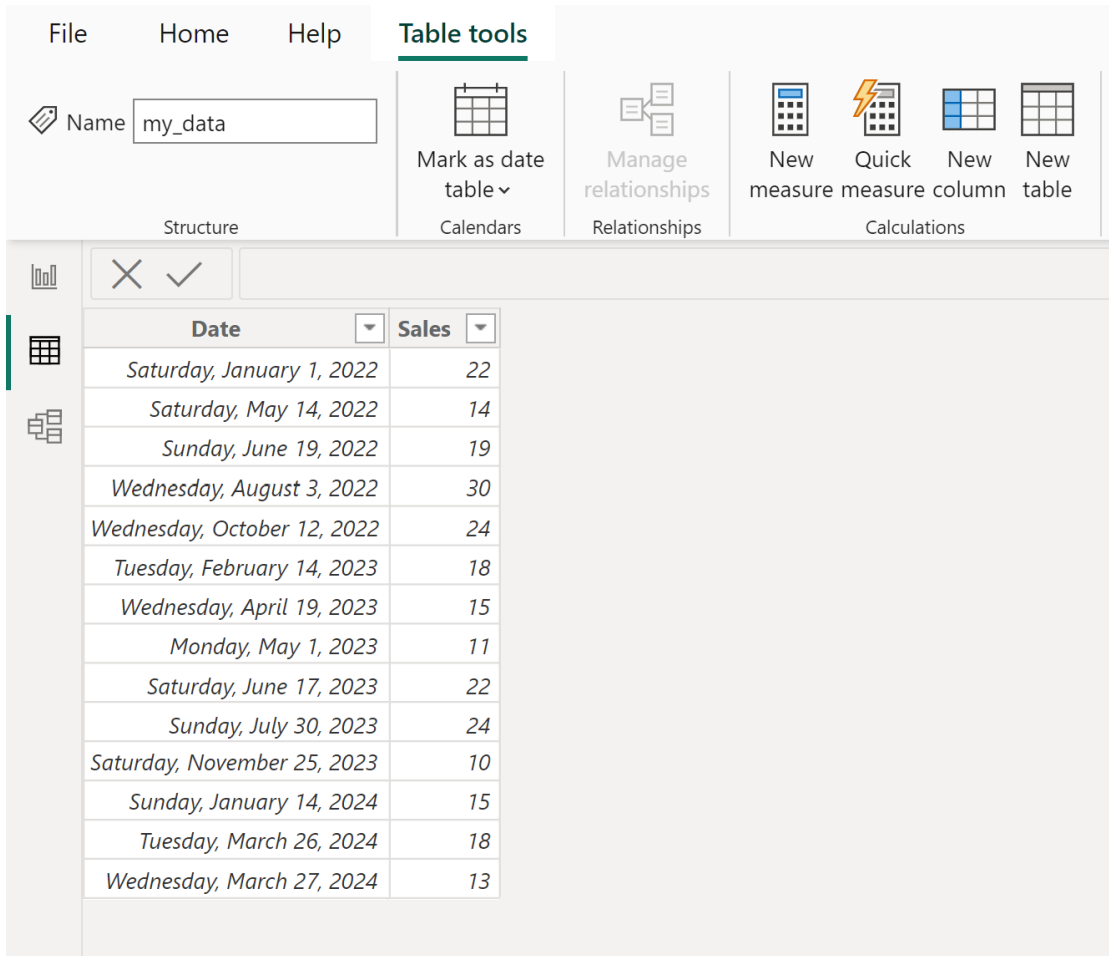 File Home Help Table tools
Name my_data
Mark as date
table
Manage
relationships
New
measure
Quick
measure
New
column
New
table
Structure Calendars Relationships Calculations
Date Sales
Saturday, January 1, 2022 22
Saturday, May 14, 2022 14
Sunday, June 19, 2022 19
Wednesday, August 3, 2022 30
Wednesday, October 12, 2022 24
Tuesday, February 14, 2023 18
Wednesday, April 19, 2023 15
Monday, May 1, 2023 11
Saturday, June 17, 2023 22
Sunday, July 30, 2023 24
Saturday, November 25, 2023 10
Sunday, January 14, 2024 15
Tuesday, March 26, 2024 18
Wednesday, March 27, 2024 13